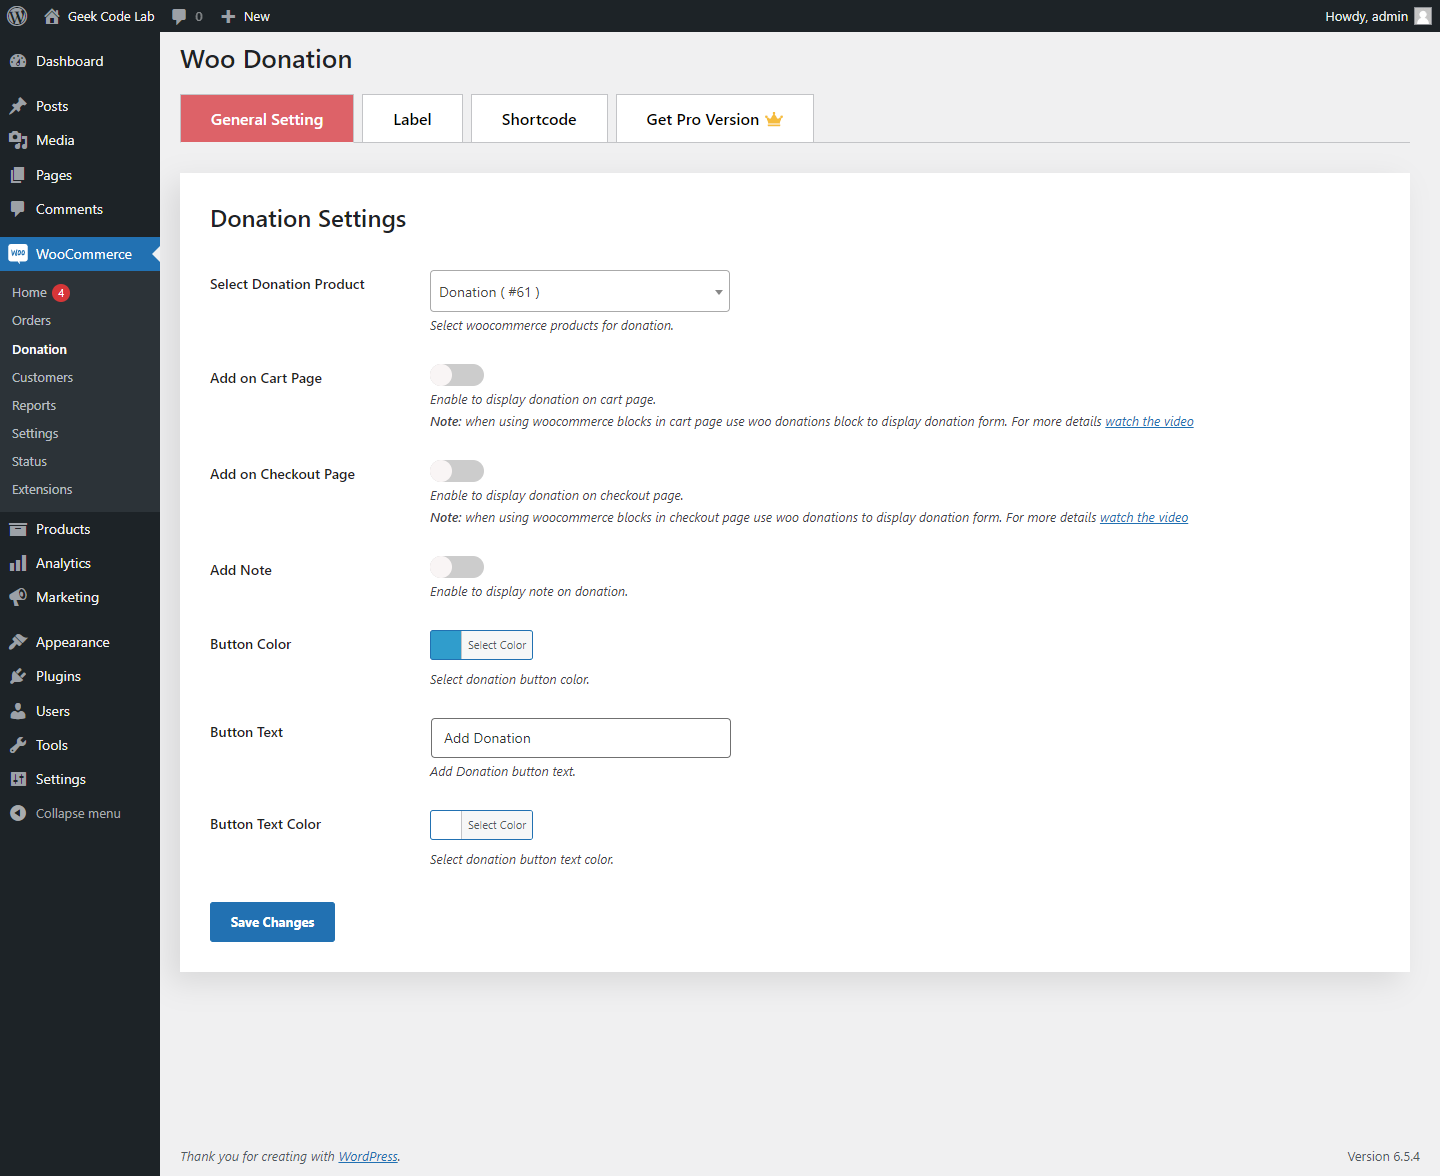 Geek Code Lab 0 New Howdy, admin
Dashboard
Posts
Media
Pages
Comments
WooCommerce
Home 4
Orders
Donation
Customers
Reports
Settings
Status
Extensions
Products
Analytics
Marketing
Appearance
Plugins
Users
Tools
Settings
Collapse menu
Woo Donation
General Setting Label Shortcode Get Pro Version
Donation Settings
Select Donation Product
Donation ( #61 )
Select woocommerce products for donation.
Add on Cart Page
Enable to display donation on cart page.
Note: when using woocommerce blocks in cart page use woo donations block to display donation form. For more details watch the video
Add on Checkout Page
Enable to display donation on checkout page.
Note: when using woocommerce blocks in checkout page use woo donations to display donation form. For more details watch the video
Add Note
Enable to display note on donation.
Button Color
Select Color
Select donation button color.
Button Text
Add Donation
Add Donation button text.
Button Text Color
Select Color
Select donation button text color.
Save Changes
Thank you for creating with WordPress. Version 6.5.4